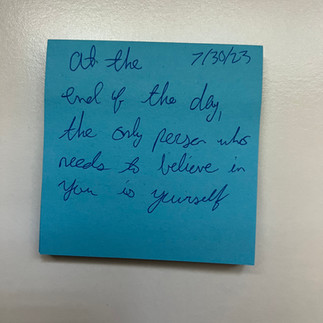 At the 7/30/23
end of the day,
the only person who
needs to believe in
you is yourself